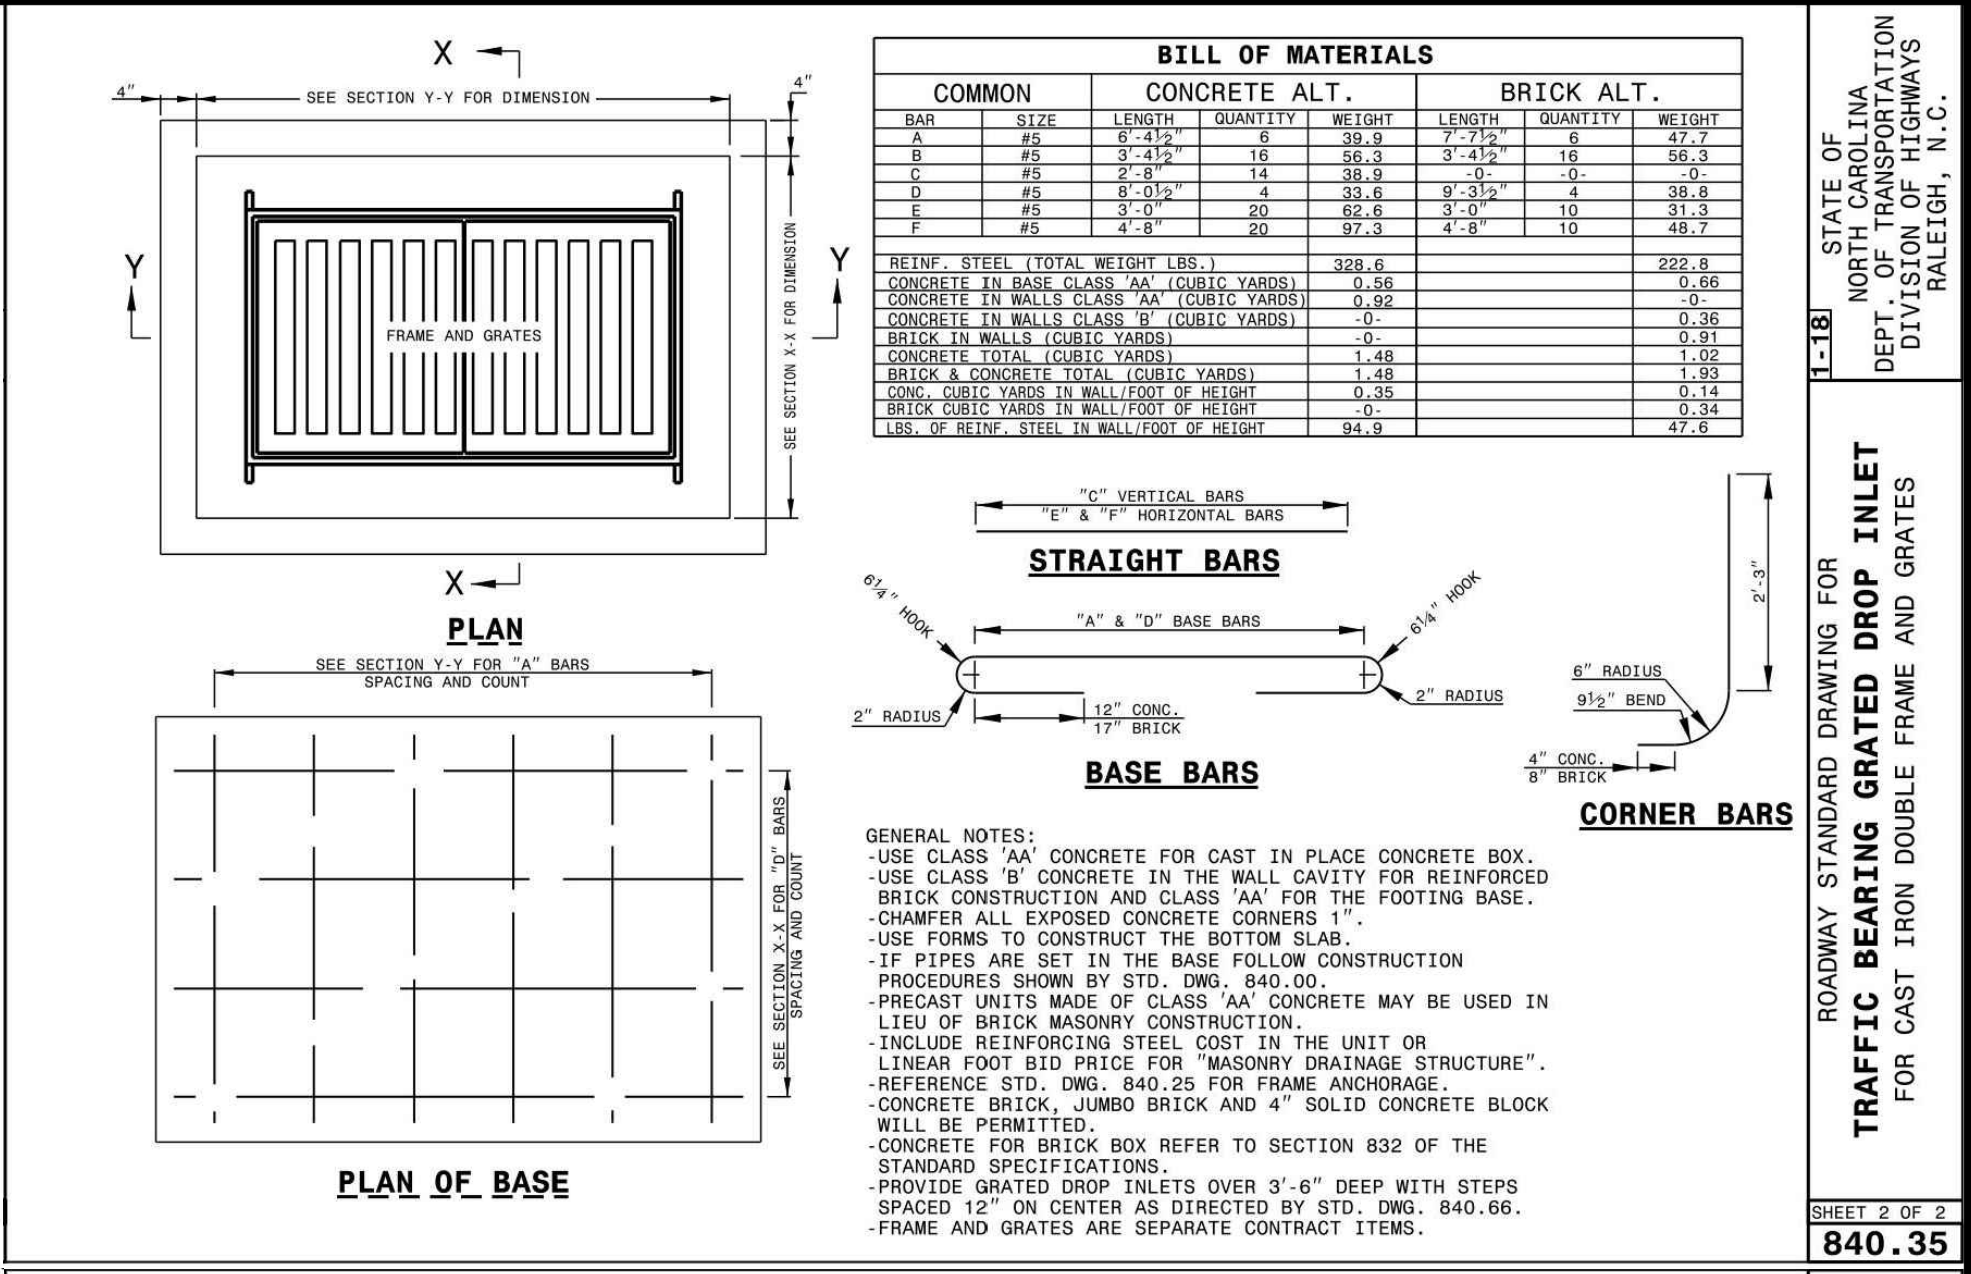 X
4"
SEE SECTION Y-Y FOR DIMENSION
4"
Y
Y
SEE SECTION X-X FOR DIMENSION
FRAME AND GRATES
X
PLAN
SEE SECTION Y-Y FOR "A" BARS
SPACING AND COUNT
SEE SECTION X-X FOR "D" BARS
SPACING AND COUNT
PLAN OF BASE
BILL OF MATERIALS
COMMON CONCRETE ALT. BRICK ALT.
BAR SIZE LENGTH QUANTITY WEIGHT LENGTH QUANTITY WEIGHT
A #5 6'-4½" 6 39.9 7'-7½" 6 47.7
B #5 3'-4½" 16 56.3 3'-4½" 16 56.3
C #5 2'-8" 14 38.9 -0- -0- -0-
D #5 8'-0½" 4 33.6 9'-3½" 4 38.8
E #5 3'-0" 20 62.6 3'-0" 10 31.3
F #5 4'-8" 20 97.3 4'-8" 10 48.7
REINF. STEEL (TOTAL WEIGHT LBS.) 328.6 222.8
CONCRETE IN BASE CLASS 'AA' (CUBIC YARDS) 0.56 0.66
CONCRETE IN WALLS CLASS 'AA' (CUBIC YARDS) 0.92 -0-
CONCRETE IN WALLS CLASS 'B' (CUBIC YARDS) -0- 0.36
BRICK IN WALLS (CUBIC YARDS) -0- 0.91
CONCRETE TOTAL (CUBIC YARDS) 1.48 1.02
BRICK & CONCRETE TOTAL (CUBIC YARDS) 1.48 1.93
CONC. CUBIC YARDS IN WALL/FOOT OF HEIGHT 0.35 0.14
BRICK CUBIC YARDS IN WALL/FOOT OF HEIGHT -0- 0.34
LBS. OF REINF. STEEL IN WALL/FOOT OF HEIGHT 94.9 47.6
"C" VERTICAL BARS
"E" & "F" HORIZONTAL BARS
STRAIGHT BARS
6¼" HOOK
"A" & "D" BASE BARS
6¼" HOOK
2" RADIUS
12" CONC.
17" BRICK
2" RADIUS
BASE BARS
2'-3"
6" RADIUS
9½" BEND
4" CONC.
8" BRICK
CORNER BARS
GENERAL NOTES:
-USE CLASS 'AA' CONCRETE FOR CAST IN PLACE CONCRETE BOX.
-USE CLASS 'B' CONCRETE IN THE WALL CAVITY FOR REINFORCED
BRICK CONSTRUCTION AND CLASS 'AA' FOR THE FOOTING BASE.
-CHAMFER ALL EXPOSED CONCRETE CORNERS 1".
-USE FORMS TO CONSTRUCT THE BOTTOM SLAB.
-IF PIPES ARE SET IN THE BASE FOLLOW CONSTRUCTION
PROCEDURES SHOWN BY STD. DWG. 840.00.
-PRECAST UNITS MADE OF CLASS 'AA' CONCRETE MAY BE USED IN
LIEU OF BRICK MASONRY CONSTRUCTION.
-INCLUDE REINFORCING STEEL COST IN THE UNIT OR
LINEAR FOOT BID PRICE FOR "MASONRY DRAINAGE STRUCTURE".
-REFERENCE STD. DWG. 840.25 FOR FRAME ANCHORAGE.
-CONCRETE BRICK, JUMBO BRICK AND 4" SOLID CONCRETE BLOCK
WILL BE PERMITTED.
-CONCRETE FOR BRICK BOX REFER TO SECTION 832 OF THE
STANDARD SPECIFICATIONS.
-PROVIDE GRATED DROP INLETS OVER 3'-6" DEEP WITH STEPS
SPACED 12" ON CENTER AS DIRECTED BY STD. DWG. 840.66.
-FRAME AND GRATES ARE SEPARATE CONTRACT ITEMS.
1-18
STATE OF
NORTH CAROLINA
DEPT. OF TRANSPORTATION
DIVISION OF HIGHWAYS
RALEIGH, N.C.
ROADWAY STANDARD DRAWING FOR
TRAFFIC BEARING GRATED DROP INLET
FOR CAST IRON DOUBLE FRAME AND GRATES
SHEET 2 OF 2
840.35